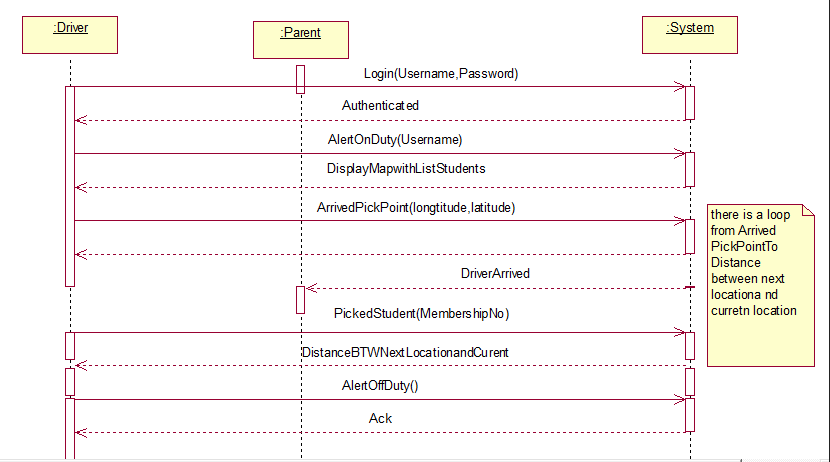 :Driver
:Parent
:System
Login(Username,Password)
Authenticated
AlertOnDuty(Username)
DisplayMapwithListStudents
ArrivedPickPoint(longtitude,latitude)
there is a loop
from Arrived
PickPointTo
Distance
between next
locationa nd
curretn location
DriverArrived
PickedStudent(MembershipNo)
DistanceBTWNextLocationandCurent
AlertOffDuty()
Ack